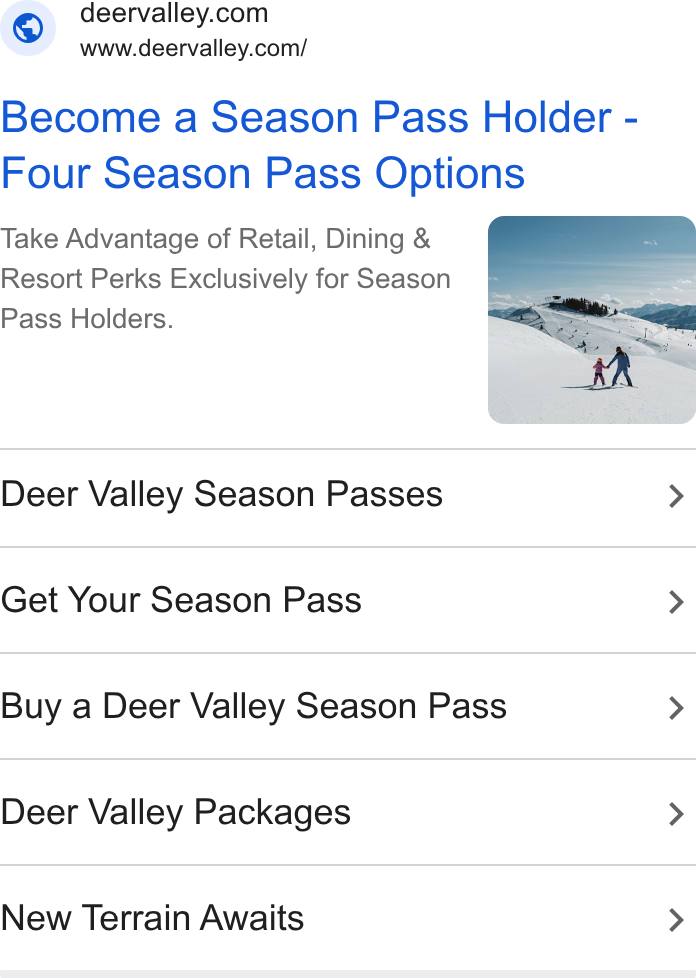 deervalley.com
www.deervalley.com/
Become a Season Pass Holder -
Four Season Pass Options
Take Advantage of Retail, Dining &
Resort Perks Exclusively for Season
Pass Holders.
Deer Valley Season Passes
Get Your Season Pass
Buy a Deer Valley Season Pass
Deer Valley Packages
New Terrain Awaits